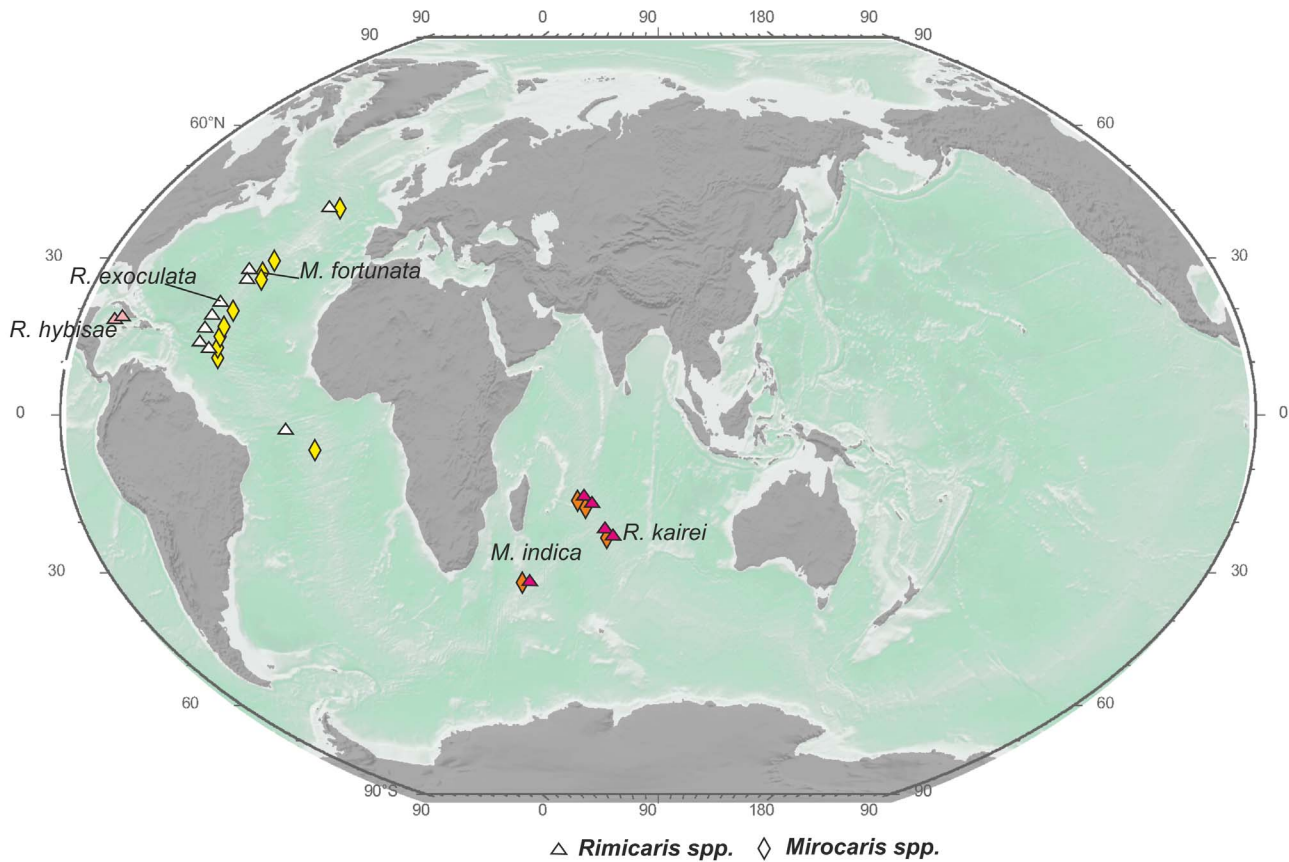 90 0 90 180 90
90 90
60°N 60
30 30
R. exoculata M. fortunata
R. hybisae
0 0
R. kairei
M. indica
30 30
60 60
90°S 90
90 0 90 180 90
Rimicaris spp. Mirocaris spp.